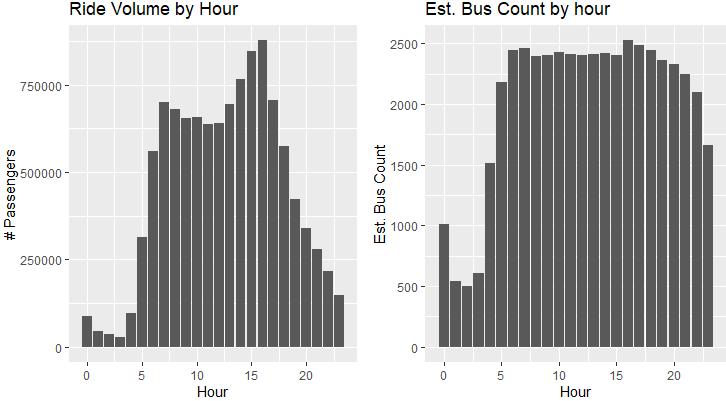 Ride Volume by Hour
# Passengers
750000
500000
250000
0
0 5 10 15 20
Hour
Est. Bus Count by hour
Est. Bus Count
2500
2000
1500
1000
500
0
0 5 10 15 20
Hour